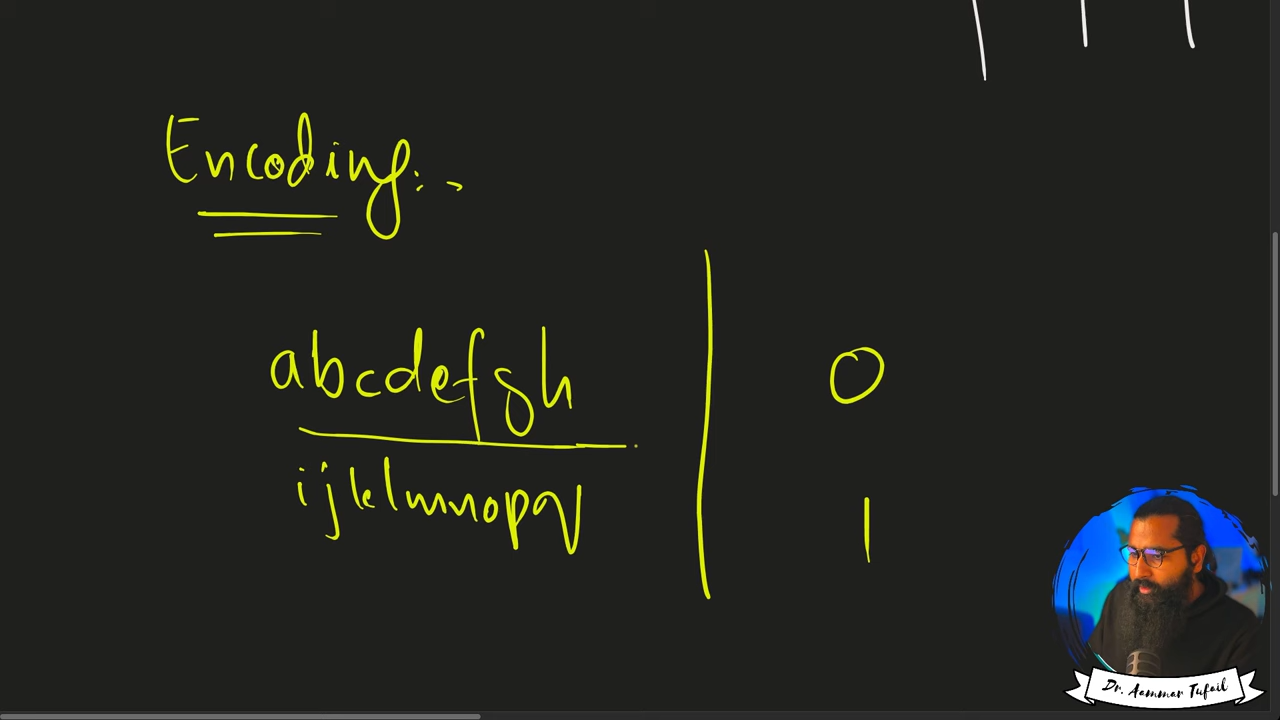 Encoding:-
abcdefgh
0
ijklmnopq
1
Dr. Aammar Tufail